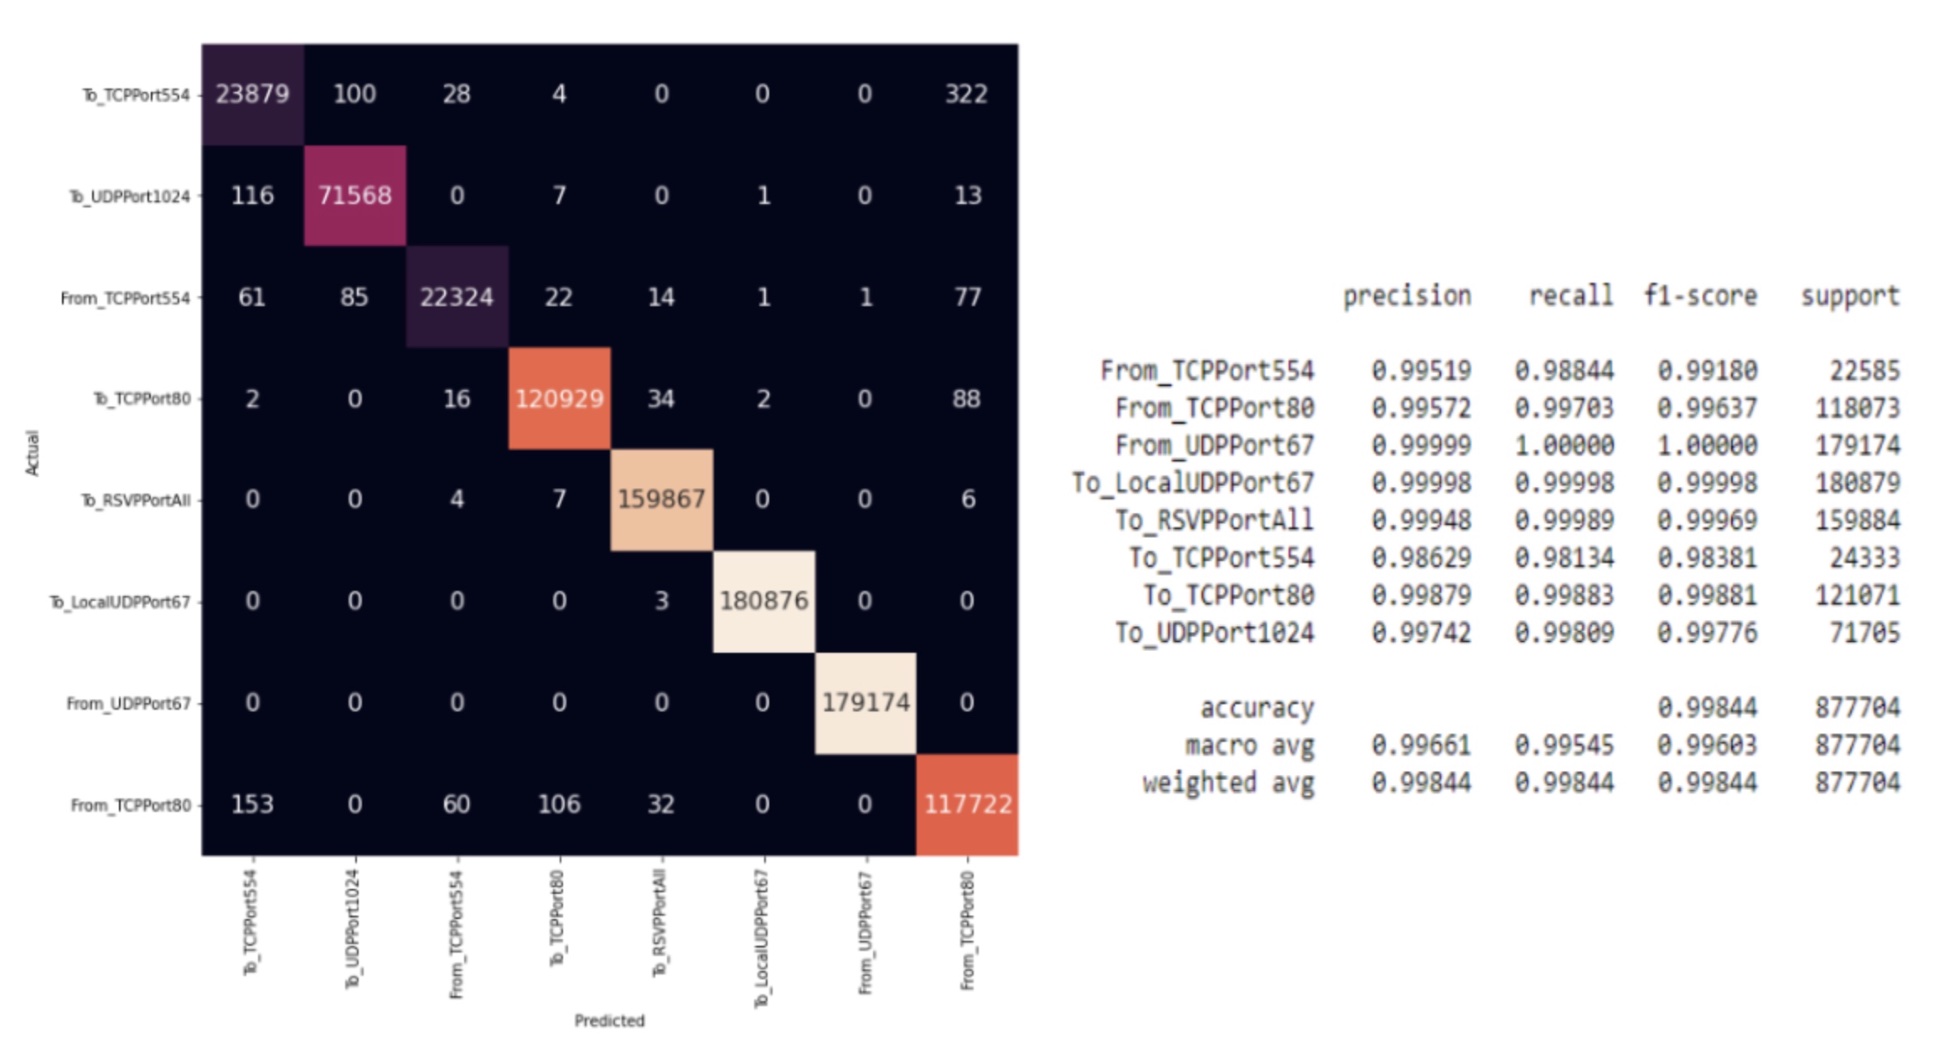 To_TCPPort554 23879 100 28 4 0 0 0 322
To_UDPPort1024 116 71568 0 7 0 1 0 13
From_TCPPort554 61 85 22324 22 14 1 1 77
To_TCPPort80 2 0 16 120929 34 2 0 88
To_RSVPPortAll 0 0 4 7 159867 0 0 6
To_LocalUDPPort67 0 0 0 0 3 180876 0 0
From_UDPPort67 0 0 0 0 0 0 179174 0
From_TCPPort80 153 0 60 106 32 0 0 117722
Actual
To_TCPPort554
To_UDPPort1024
From_TCPPort554
To_TCPPort80
To_RSVPPortAll
To_LocalUDPPort67
From_UDPPort67
From_TCPPort80
Predicted
precision recall f1-score support
From_TCPPort554 0.99519 0.98844 0.99180 22585
From_TCPPort80 0.99572 0.99703 0.99637 118073
From_UDPPort67 0.99999 1.00000 1.00000 179174
To_LocalUDPPort67 0.99998 0.99998 0.99998 180879
To_RSVPPortAll 0.99948 0.99989 0.99969 159884
To_TCPPort554 0.98629 0.98134 0.98381 24333
To_TCPPort80 0.99879 0.99883 0.99881 121071
To_UDPPort1024 0.99742 0.99809 0.99776 71705
accuracy 0.99844 877704
macro avg 0.99661 0.99545 0.99603 877704
weighted avg 0.99844 0.99844 0.99844 877704